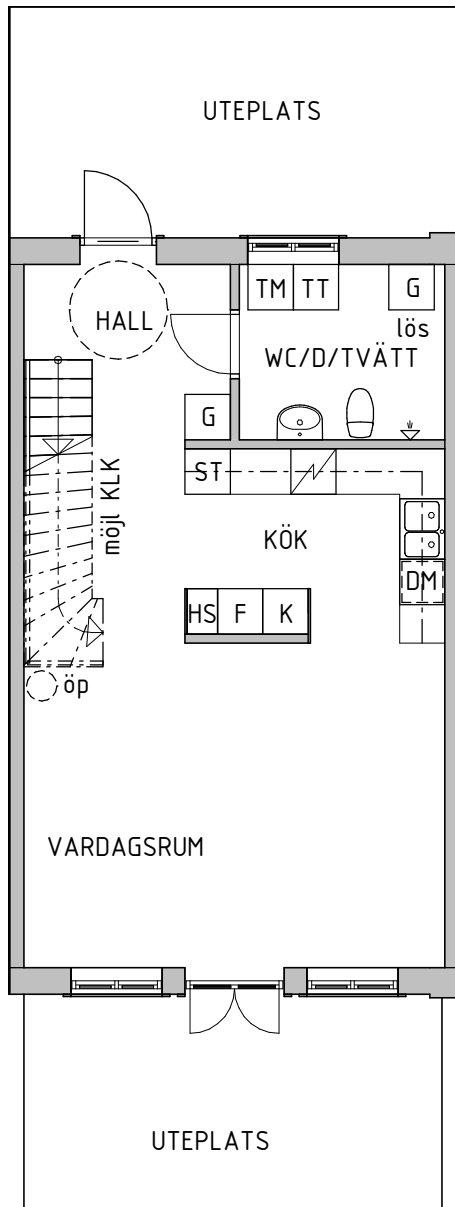 UTEPLATS
TM TT G
HALL
lös
WC/D/TVÄTT
G
ST
möjl KLK
KÖK
DM
HS F K
öp
VARDAGSRUM
UTEPLATS